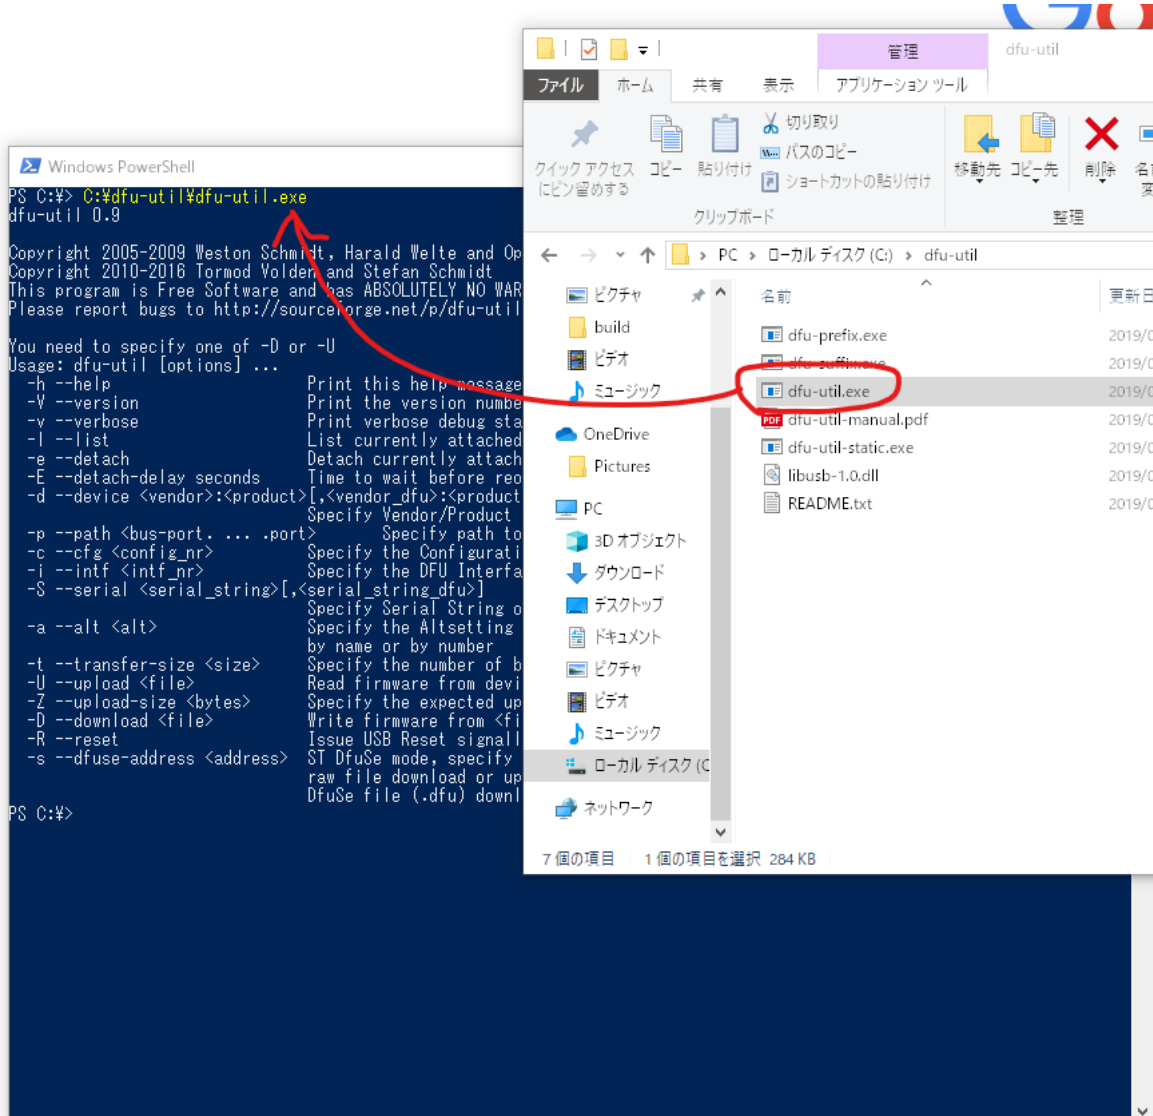 Windows PowerShell
PS C:¥> C:¥dfu-util¥dfu-util.exe
dfu-util 0.9
Copyright 2005-2009 Weston Schmidt, Harald Welte and Op
Copyright 2010-2016 Tormod Volden and Stefan Schmidt
This program is Free Software and has ABSOLUTELY NO WAR
Please report bugs to http://sourceforge.net/p/dfu-util
You need to specify one of -D or -U
Usage: dfu-util [options] ...
-h --help Print this help message
-V --version Print the version numbe
-v --verbose Print verbose debug sta
-l --list List currently attached
-e --detach Detach currently attach
-E --detach-delay seconds Time to wait before reo
-d --device <vendor>:<product>[,<vendor_dfu>:<product
Specify Vendor/Product
-p --path <bus-port. ... .port> Specify path to
-c --cfg <config_nr> Specify the Configurati
-i --intf <intf_nr> Specify the DFU Interfa
-S --serial <serial_string>[,<serial_string_dfu>]
Specify Serial String o
-a --alt <alt> Specify the Altsetting
by name or by number
-t --transfer-size <size> Specify the number of b
-U --upload <file> Read firmware from devi
-Z --upload-size <bytes> Specify the expected up
-D --download <file> Write firmware from <fi
-R --reset Issue USB Reset signall
-s --dfuse-address <address> ST DfuSe mode, specify
raw file download or up
DfuSe file (.dfu) downl
PS C:¥>
管理 dfu-util
ファイル ホーム 共有 表示 アプリケーション ツール
クイック アクセス
にピン留めする
コピー
貼り付け
切り取り
パスのコピー
ショートカットの貼り付け
クリップボード
移動先 コピー先 削除 名前
変
整理
PC > ローカル ディスク (C:) > dfu-util
ピクチャ
build
ビデオ
ミュージック
OneDrive
Pictures
PC
3D オブジェクト
ダウンロード
デスクトップ
ドキュメント
ピクチャ
ビデオ
ミュージック
ローカル ディスク (C
ネットワーク
名前 更新日
dfu-prefix.exe 2019/0
dfu-suffix.exe 2019/0
dfu-util.exe 2019/0
dfu-util-manual.pdf 2019/0
dfu-util-static.exe 2019/0
libusb-1.0.dll 2019/0
README.txt 2019/0
7 個の項目 1 個の項目を選択 284 KB